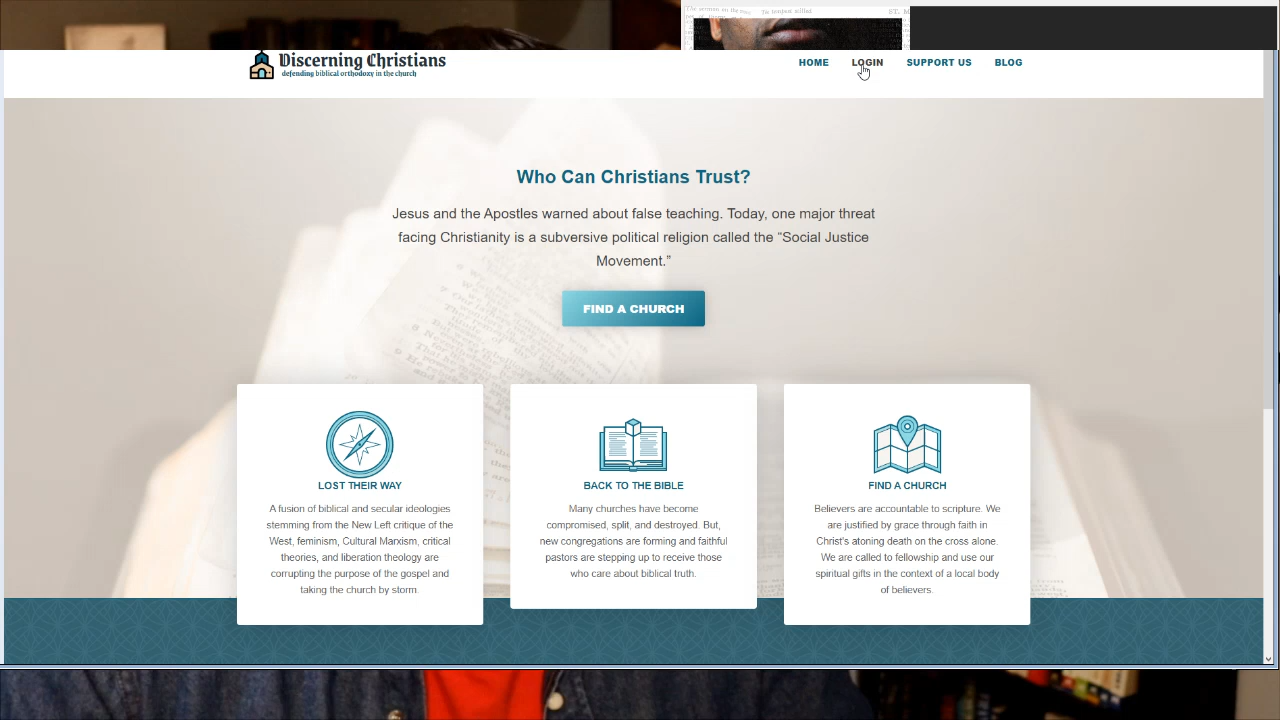 Discerning Christians
defending biblical orthodoxy in the church
HOME LOGIN SUPPORT US BLOG
Who Can Christians Trust?
Jesus and the Apostles warned about false teaching. Today, one major threat
facing Christianity is a subversive political religion called the “Social Justice
Movement.”
FIND A CHURCH
LOST THEIR WAY
A fusion of biblical and secular ideologies
stemming from the New Left critique of the
West, feminism, Cultural Marxism, critical
theories, and liberation theology are
corrupting the purpose of the gospel and
taking the church by storm.
BACK TO THE BIBLE
Many churches have become
compromised, split, and destroyed. But,
new congregations are forming and faithful
pastors are stepping up to receive those
who care about biblical truth.
FIND A CHURCH
Believers are accountable to scripture. We
are justified by grace through faith in
Christ's atoning death on the cross alone.
We are called to fellowship and use our
spiritual gifts in the context of a local body
of believers.